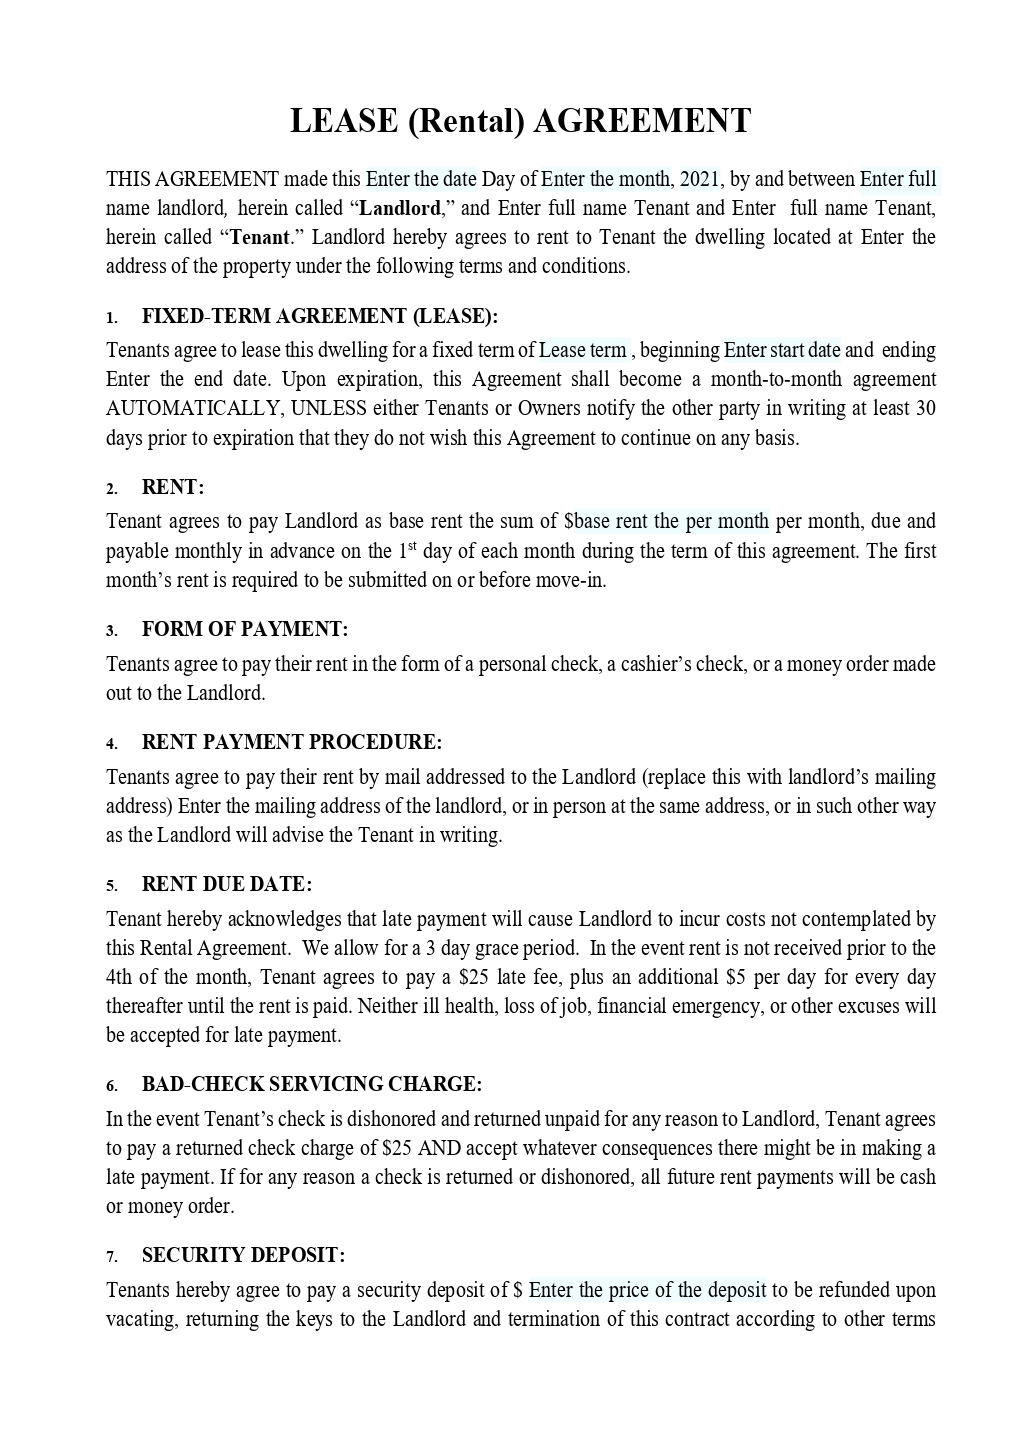 LEASE (Rental) AGREEMENT
THIS AGREEMENT made this Enter the date Day of Enter the month, 2021, by and between Enter full
name landlord, herein called “Landlord,” and Enter full name Tenant and Enter full name Tenant,
herein called “Tenant.” Landlord hereby agrees to rent to Tenant the dwelling located at Enter the
address of the property under the following terms and conditions.
1. FIXED-TERM AGREEMENT (LEASE):
Tenants agree to lease this dwelling for a fixed term of Lease term , beginning Enter start date and ending
Enter the end date. Upon expiration, this Agreement shall become a month-to-month agreement
AUTOMATICALLY, UNLESS either Tenants or Owners notify the other party in writing at least 30
days prior to expiration that they do not wish this Agreement to continue on any basis.
2. RENT:
Tenant agrees to pay Landlord as base rent the sum of $base rent the per month per month, due and
payable monthly in advance on the 1st day of each month during the term of this agreement. The first
month’s rent is required to be submitted on or before move-in.
3. FORM OF PAYMENT:
Tenants agree to pay their rent in the form of a personal check, a cashier’s check, or a money order made
out to the Landlord.
4. RENT PAYMENT PROCEDURE:
Tenants agree to pay their rent by mail addressed to the Landlord (replace this with landlord’s mailing
address) Enter the mailing address of the landlord, or in person at the same address, or in such other way
as the Landlord will advise the Tenant in writing.
5. RENT DUE DATE:
Tenant hereby acknowledges that late payment will cause Landlord to incur costs not contemplated by
this Rental Agreement. We allow for a 3 day grace period. In the event rent is not received prior to the
4th of the month, Tenant agrees to pay a $25 late fee, plus an additional $5 per day for every day
thereafter until the rent is paid. Neither ill health, loss of job, financial emergency, or other excuses will
be accepted for late payment.
6. BAD-CHECK SERVICING CHARGE:
In the event Tenant’s check is dishonored and returned unpaid for any reason to Landlord, Tenant agrees
to pay a returned check charge of $25 AND accept whatever consequences there might be in making a
late payment. If for any reason a check is returned or dishonored, all future rent payments will be cash
or money order.
7. SECURITY DEPOSIT:
Tenants hereby agree to pay a security deposit of $ Enter the price of the deposit to be refunded upon
vacating, returning the keys to the Landlord and termination of this contract according to other terms